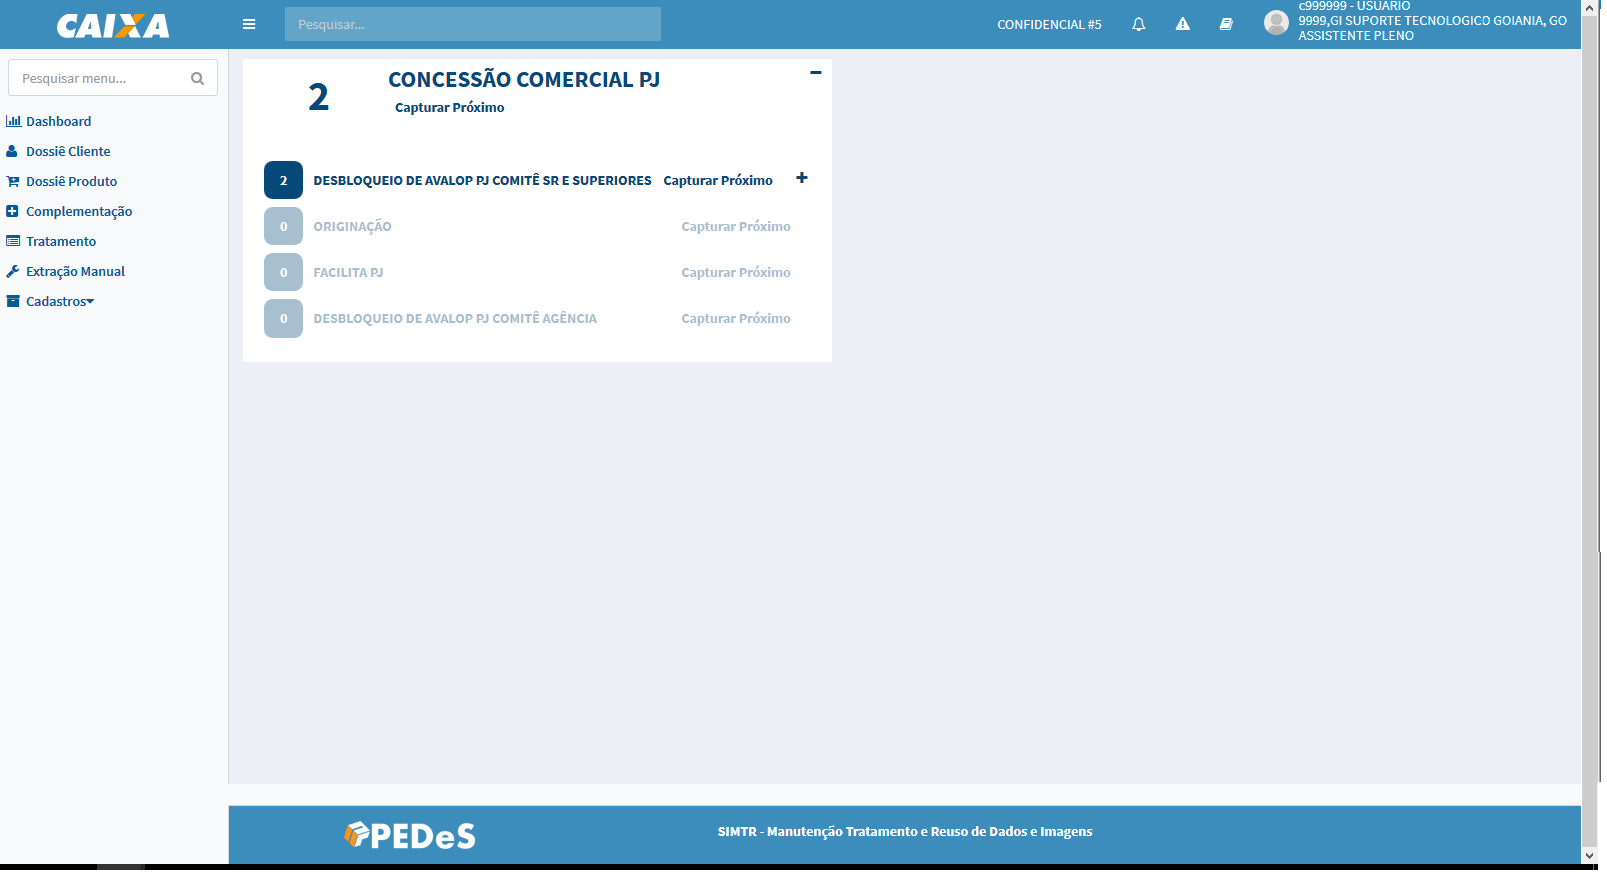 CAIXA
Pesquisar...
CONFIDENCIAL #5
c999999 - USUARIO
9999,GI SUPORTE TECNOLOGICO GOIANIA, GO
ASSISTENTE PLENO
Pesquisar menu...
Dashboard
Dossiê Cliente
Dossiê Produto
Complementação
Tratamento
Extração Manual
Cadastros
2
CONCESSÃO COMERCIAL PJ
Capturar Próximo
2 DESBLOQUEIO DE AVALOP PJ COMITÊ SR E SUPERIORES Capturar Próximo
0 ORIGINAÇÃO Capturar Próximo
0 FACILITA PJ Capturar Próximo
0 DESBLOQUEIO DE AVALOP PJ COMITÊ AGÊNCIA Capturar Próximo
PEDeS
SIMTR - Manutenção Tratamento e Reuso de Dados e Imagens